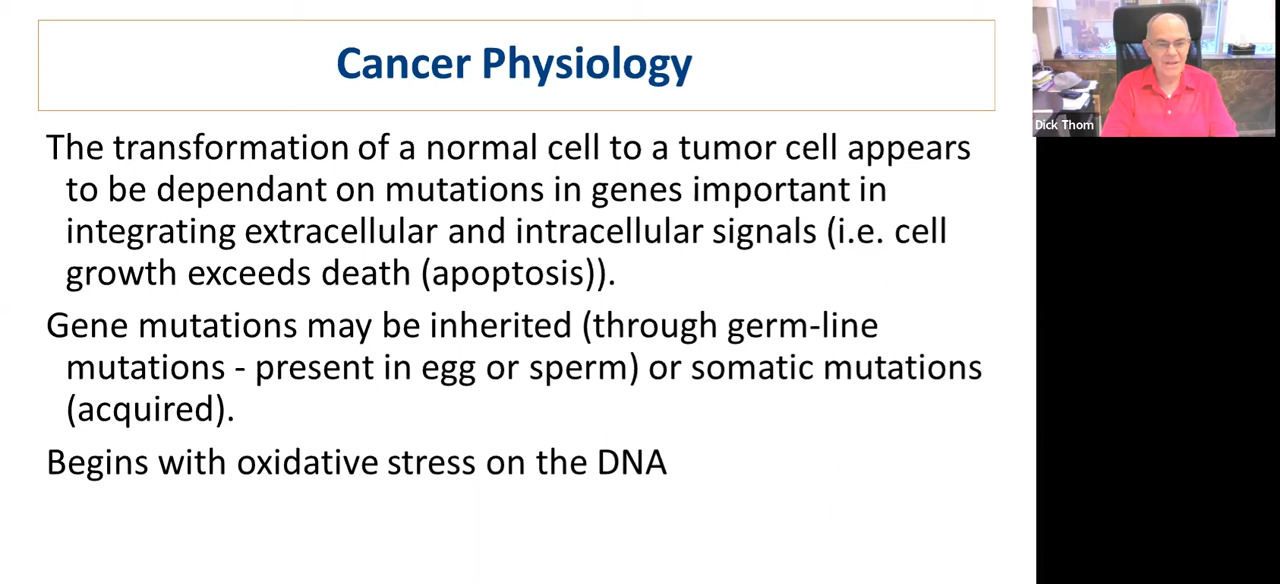 Cancer Physiology
The transformation of a normal cell to a tumor cell appears
to be dependant on mutations in genes important in
integrating extracellular and intracellular signals (i.e. cell
growth exceeds death (apoptosis)).
Gene mutations may be inherited (through germ-line
mutations - present in egg or sperm) or somatic mutations
(acquired).
Begins with oxidative stress on the DNA
Dick Thom